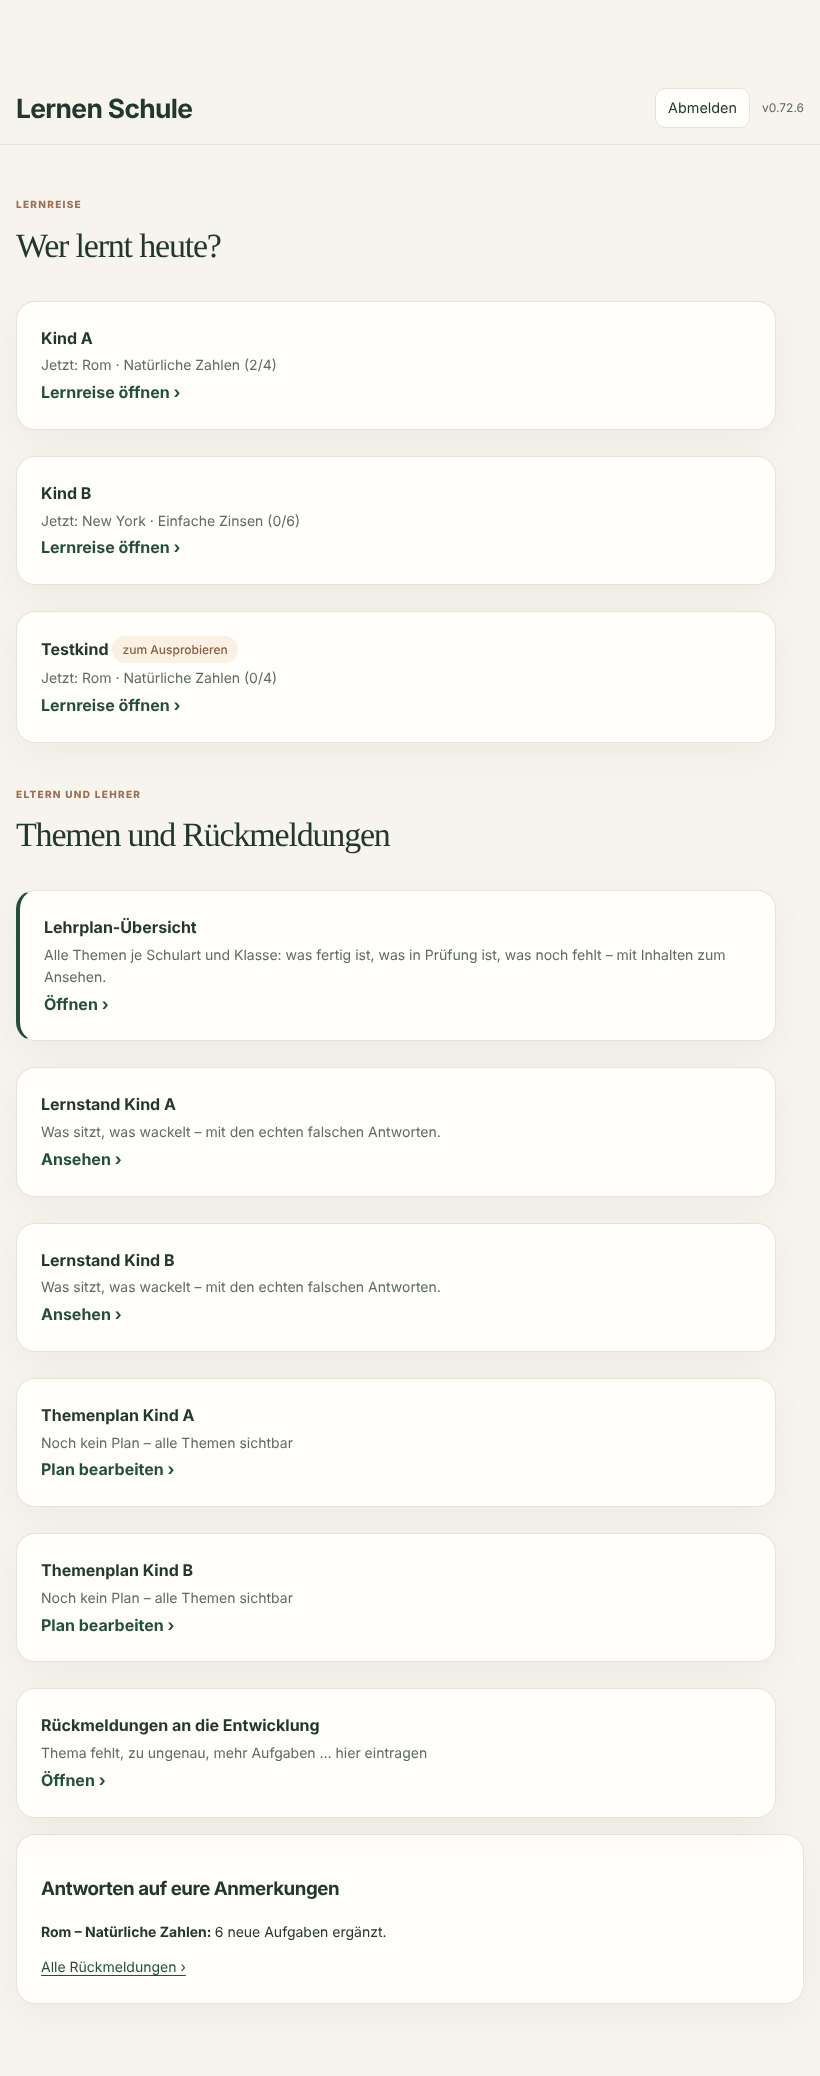 Lernen Schule
Abmelden
v0.72.6
LERNREISE
Wer lernt heute?
Kind A
Jetzt: Rom · Natürliche Zahlen (2/4)
Lernreise öffnen ›
Kind B
Jetzt: New York · Einfache Zinsen (0/6)
Lernreise öffnen ›
Testkind zum Ausprobieren
Jetzt: Rom · Natürliche Zahlen (0/4)
Lernreise öffnen ›
ELTERN UND LEHRER
Themen und Rückmeldungen
Lehrplan-Übersicht
Alle Themen je Schulart und Klasse: was fertig ist, was in Prüfung ist, was noch fehlt – mit Inhalten zum
Ansehen.
Öffnen ›
Lernstand Kind A
Was sitzt, was wackelt – mit den echten falschen Antworten.
Ansehen ›
Lernstand Kind B
Was sitzt, was wackelt – mit den echten falschen Antworten.
Ansehen ›
Themenplan Kind A
Noch kein Plan – alle Themen sichtbar
Plan bearbeiten ›
Themenplan Kind B
Noch kein Plan – alle Themen sichtbar
Plan bearbeiten ›
Rückmeldungen an die Entwicklung
Thema fehlt, zu ungenau, mehr Aufgaben … hier eintragen
Öffnen ›
Antworten auf eure Anmerkungen
Rom – Natürliche Zahlen: 6 neue Aufgaben ergänzt.
Alle Rückmeldungen ›